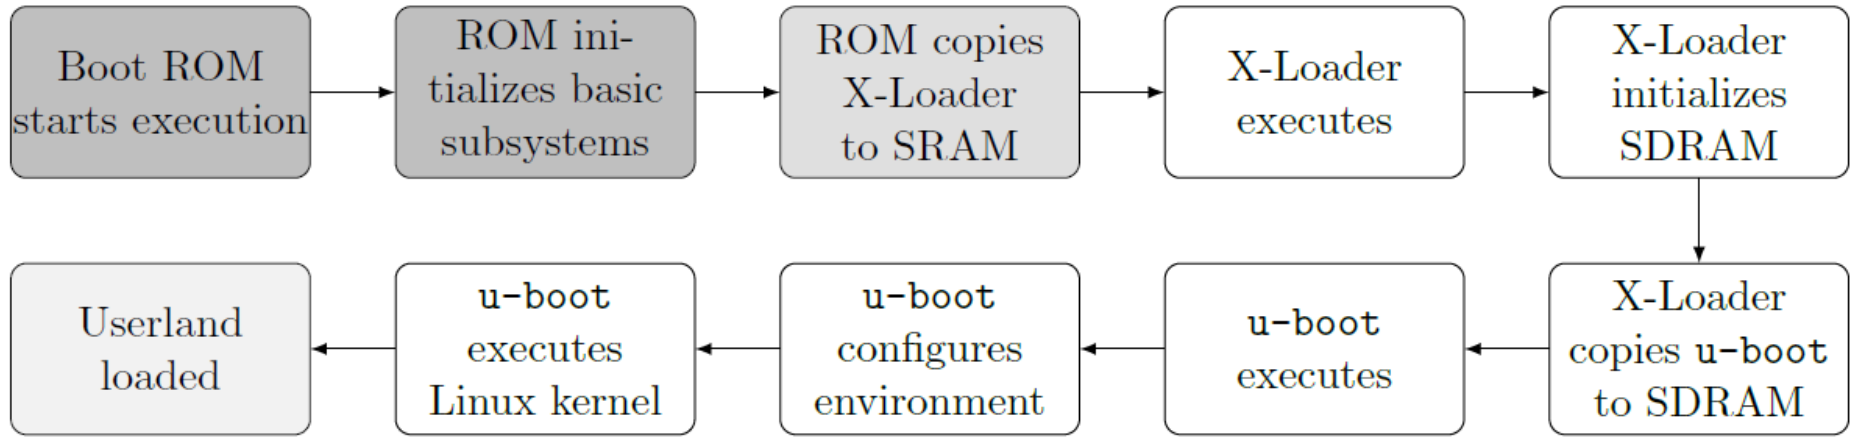 Boot ROM
starts execution
ROM ini-
tializes basic
subsystems
ROM copies
X-Loader
to SRAM
X-Loader
executes
X-Loader
initializes
SDRAM
X-Loader
copies u-boot
to SDRAM
u-boot
executes
u-boot
configures
environment
u-boot
executes
Linux kernel
Userland
loaded